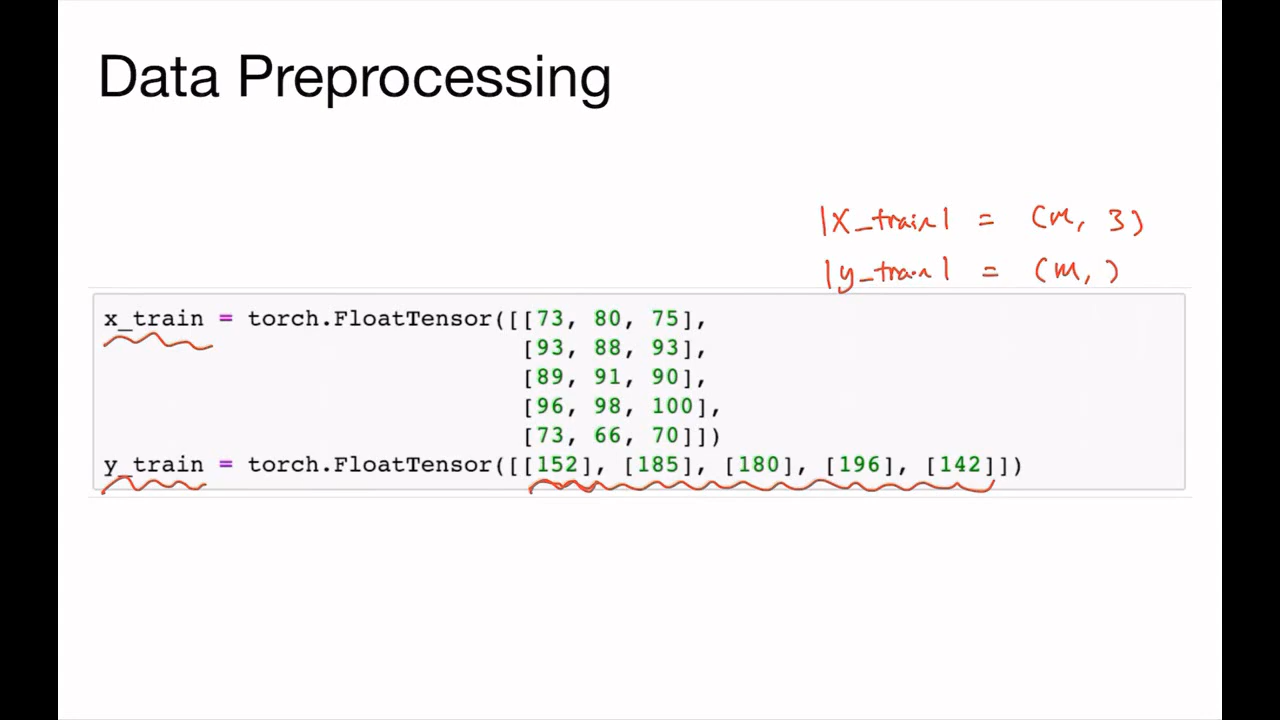 Data Preprocessing
|x_train| = (m, 3)
|y_train| = (m, )
x_train = torch.FloatTensor([[73, 80, 75],
[93, 88, 93],
[89, 91, 90],
[96, 98, 100],
[73, 66, 70]])
y_train = torch.FloatTensor([[152], [185], [180], [196], [142]])